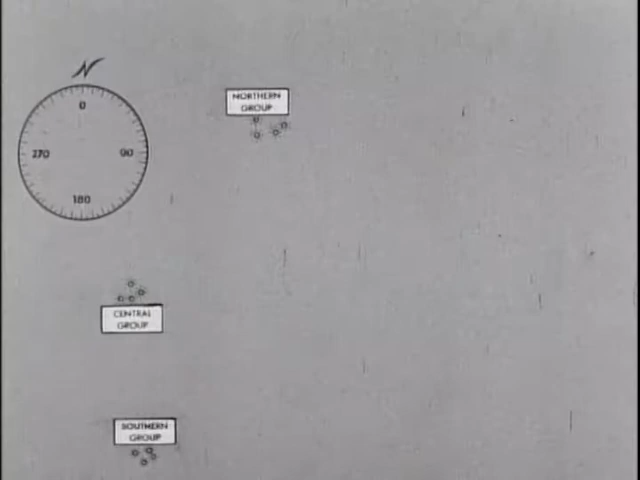 N
0
270 90
180
NORTHERN
GROUP
CENTRAL
GROUP
SOUTHERN
GROUP